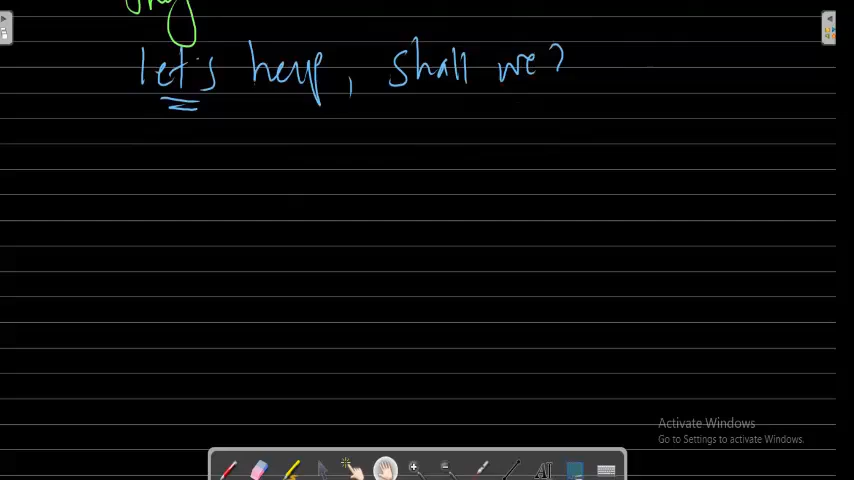 let's help, shall we?
Activate Windows
Go to Settings to activate Windows.